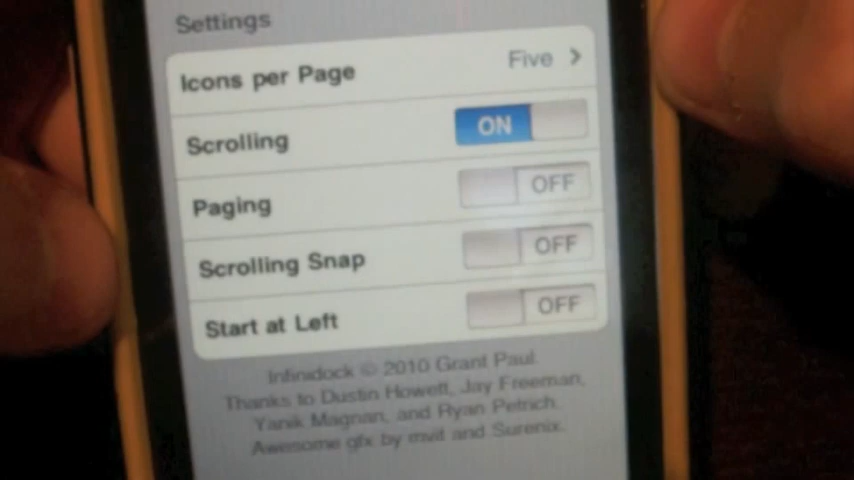 Settings
Icons per Page Five >
Scrolling ON
Paging OFF
Scrolling Snap OFF
Start at Left OFF
Infinidock © 2010 Grant Paul.
Thanks to Dustin Howett, Jay Freeman,
Yanik Magnan, and Ryan Petrich.
Awesome gfx by mvit and Surenix.